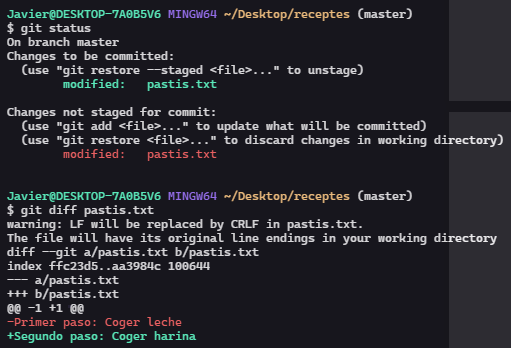 Javier@DESKTOP-7A0B5V6 MINGW64 ~/Desktop/receptes (master)
$ git status
On branch master
Changes to be committed:
  (use "git restore --staged <file>..." to unstage)
        modified:   pastis.txt

Changes not staged for commit:
  (use "git add <file>..." to update what will be committed)
  (use "git restore <file>..." to discard changes in working directory)
        modified:   pastis.txt

Javier@DESKTOP-7A0B5V6 MINGW64 ~/Desktop/receptes (master)
$ git diff pastis.txt
warning: LF will be replaced by CRLF in pastis.txt.
The file will have its original line endings in your working directory
diff --git a/pastis.txt b/pastis.txt
index ffc23d5..aa3984c 100644
--- a/pastis.txt
+++ b/pastis.txt
@@ -1 +1 @@
-Primer paso: Coger leche
+Segundo paso: Coger harina